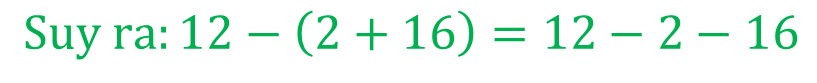 Suy ra: 12 − (2 + 16) = 12 − 2 − 16